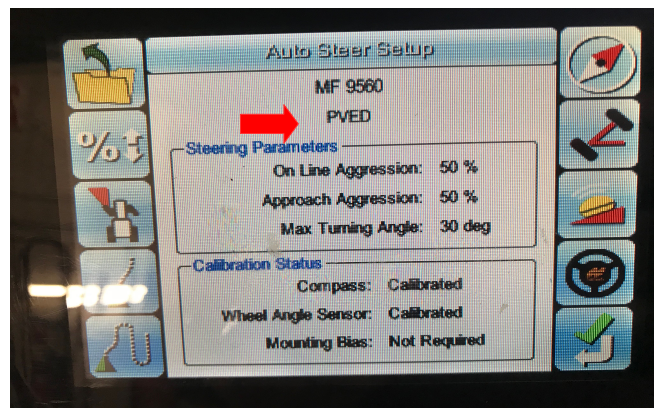 Auto Steer Setup
MF 9560
PVED
Steering Parameters
On Line Aggression: 50 %
Approach Aggression: 50 %
Max Turning Angle: 30 deg
Calibration Status
Compass: Calibrated
Wheel Angle Sensor: Calibrated
Mounting Bias: Not Required
%